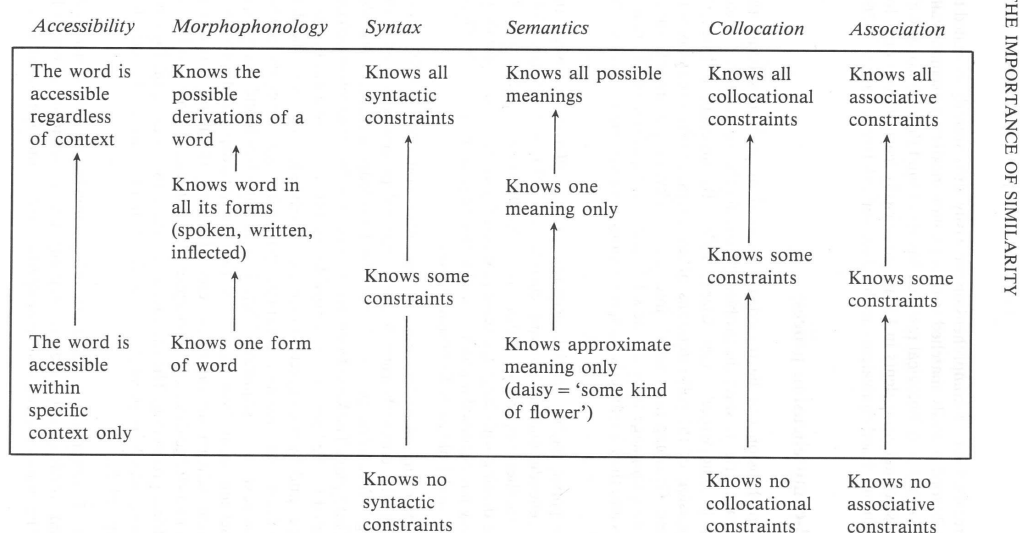 Accessibility Morphophonology Syntax Semantics Collocation Association
The word is
accessible
regardless
of context
The word is
accessible
within
specific
context only
Knows the
possible
derivations of a
word
Knows word in
all its forms
(spoken, written,
inflected)
Knows one form
of word
Knows all
syntactic
constraints
Knows some
constraints
Knows no
syntactic
constraints
Knows all possible
meanings
Knows one
meaning only
Knows approximate
meaning only
(daisy = ‘some kind
of flower’)
Knows all
collocational
constraints
Knows some
constraints
Knows no
collocational
constraints
Knows all
associative
constraints
Knows some
constraints
Knows no
associative
constraints
THE IMPORTANCE OF SIMILARITY